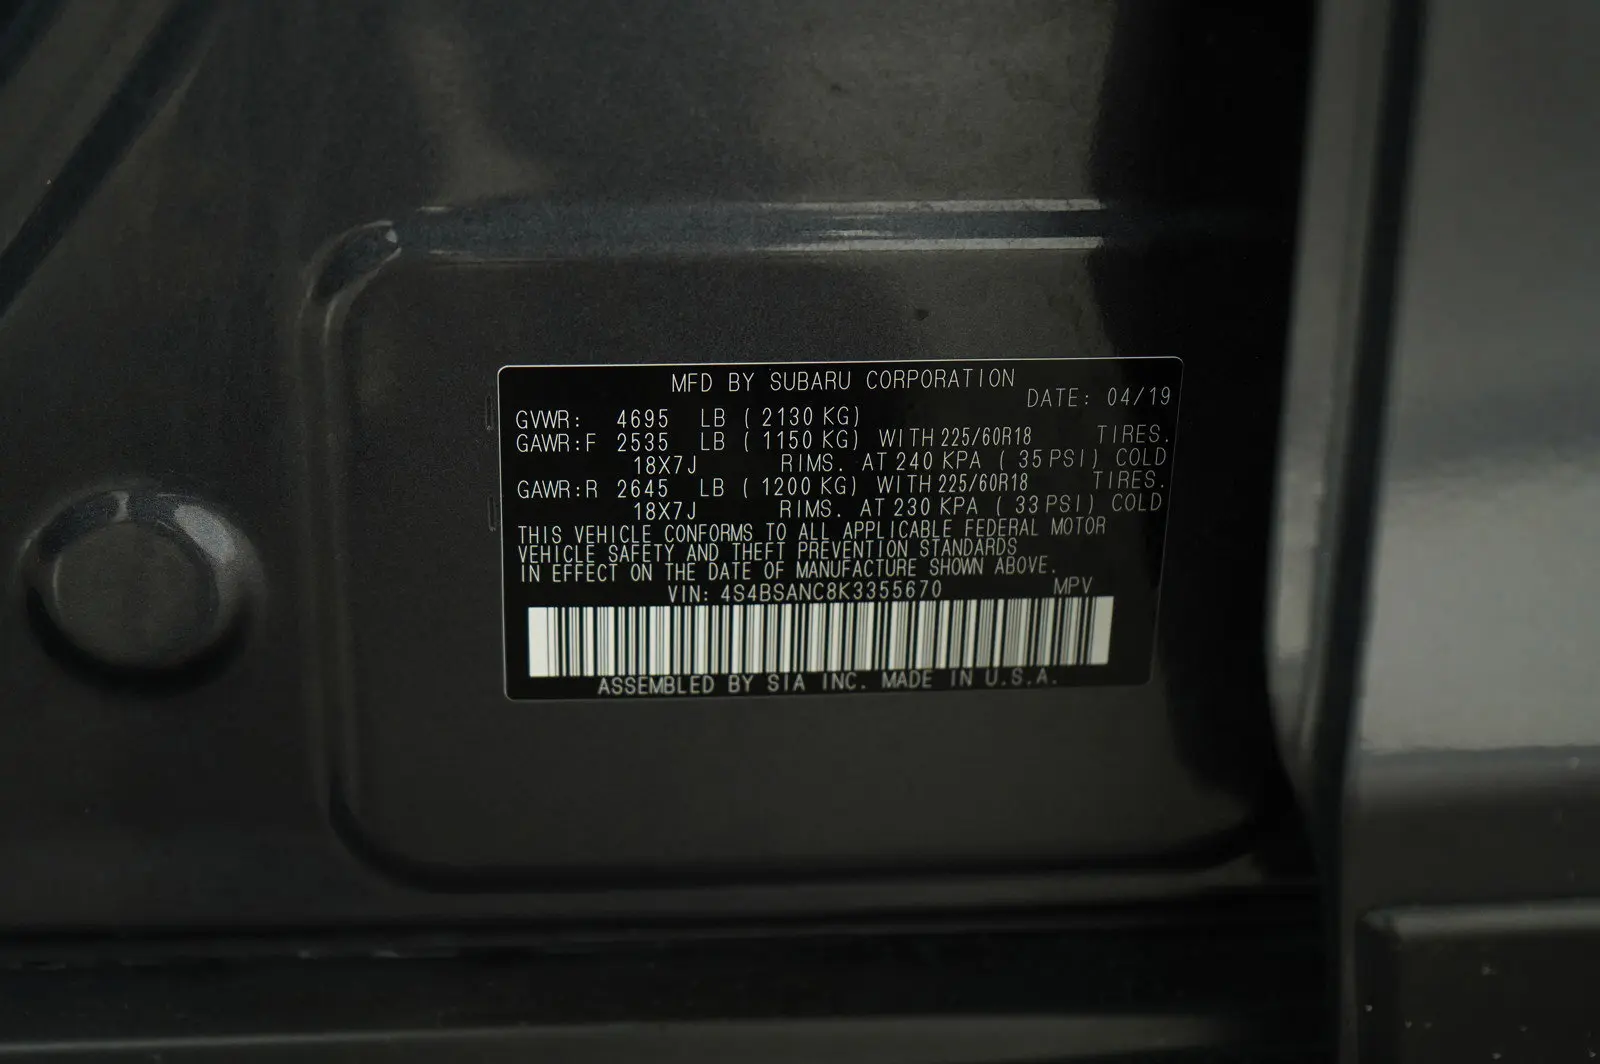 MFD BY SUBARU CORPORATION
DATE: 04/19
GVWR: 4695 LB ( 2130 KG)
GAWR:F 2535 LB ( 1150 KG) WITH 225/60R18 TIRES.
18X7J RIMS. AT 240 KPA ( 35 PSI) COLD
GAWR:R 2645 LB ( 1200 KG) WITH 225/60R18 TIRES.
18X7J RIMS. AT 230 KPA ( 33 PSI) COLD
THIS VEHICLE CONFORMS TO ALL APPLICABLE FEDERAL MOTOR
VEHICLE SAFETY AND THEFT PREVENTION STANDARDS
IN EFFECT ON THE DATE OF MANUFACTURE SHOWN ABOVE.
VIN: 4S4BSANC8K3355670 MPV
ASSEMBLED BY SIA INC. MADE IN U.S.A.